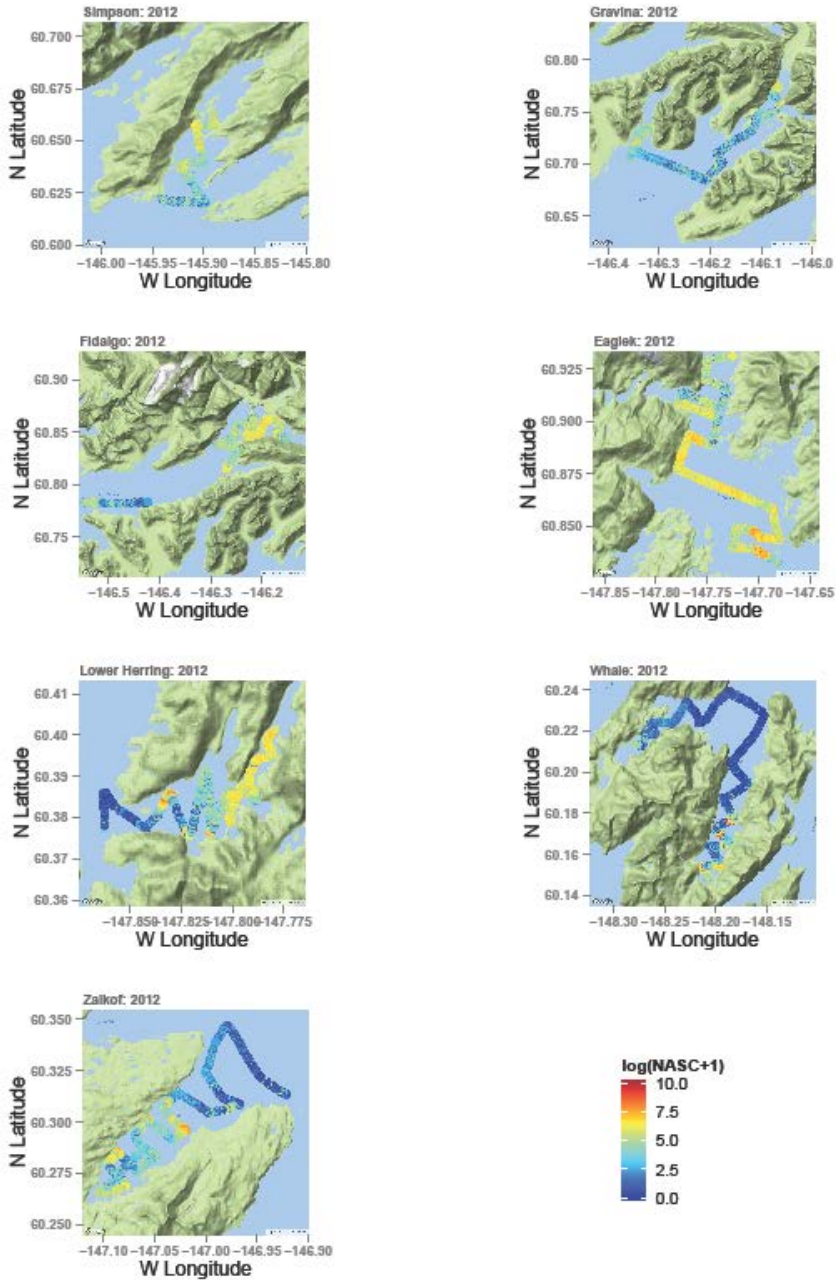 Simpson: 2012
60.700
60.675
60.650
60.625
60.600
N Latitude
−146.00 −145.95 −145.90 −145.85 −145.80
W Longitude
Gravina: 2012
60.80
60.75
60.70
60.65
N Latitude
−146.4 −146.3 −146.2 −146.1 −146.0
W Longitude
Fidalgo: 2012
60.90
60.85
60.80
60.75
N Latitude
−146.5 −146.4 −146.3 −146.2
W Longitude
Eaglek: 2012
60.925
60.900
60.875
60.850
N Latitude
−147.85 −147.80 −147.75 −147.70 −147.65
W Longitude
Lower Herring: 2012
60.41
60.40
60.39
60.38
60.37
60.36
N Latitude
−147.850 −147.825 −147.800 −147.775
W Longitude
Whale: 2012
60.24
60.22
60.20
60.18
60.16
60.14
N Latitude
−148.30 −148.25 −148.20 −148.15
W Longitude
Zaikof: 2012
60.350
60.325
60.300
60.275
60.250
N Latitude
−147.10 −147.05 −147.00 −146.95 −146.90
W Longitude
log(NASC+1)
10.0
7.5
5.0
2.5
0.0